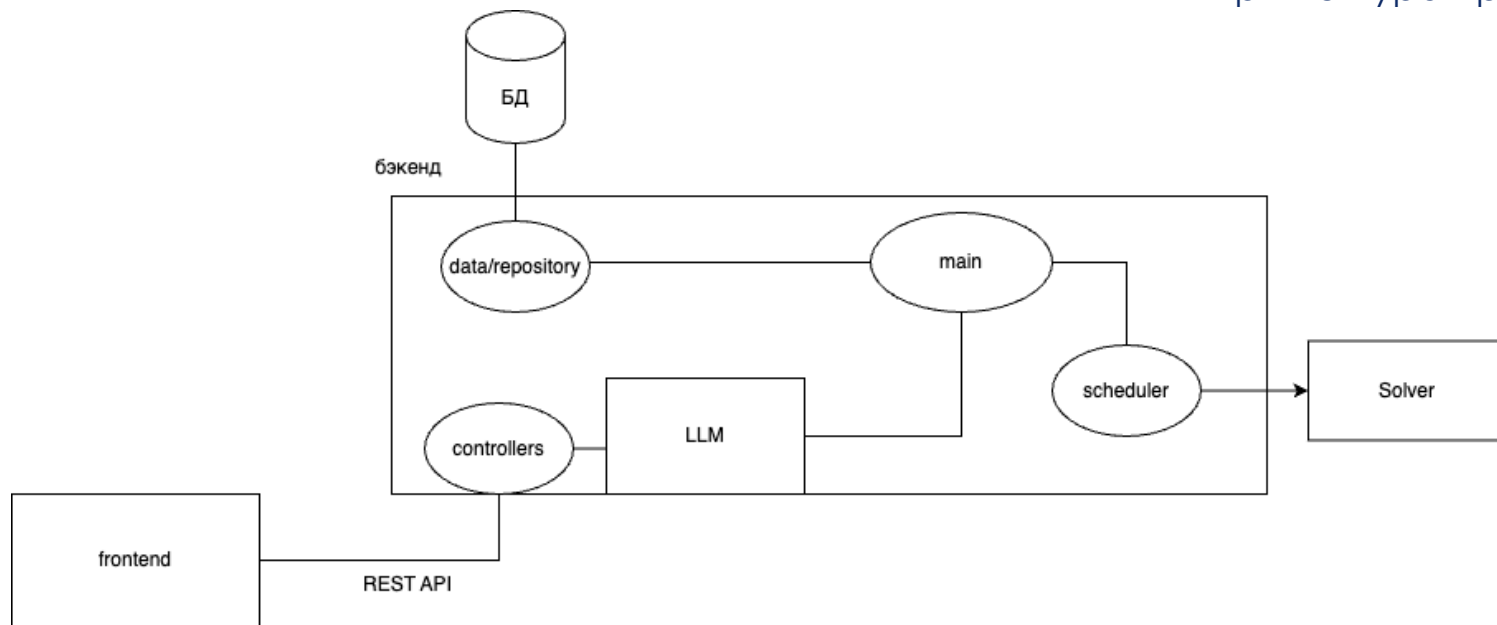 БД
бэкенд
data/repository
main
scheduler
Solver
LLM
controllers
frontend
REST API